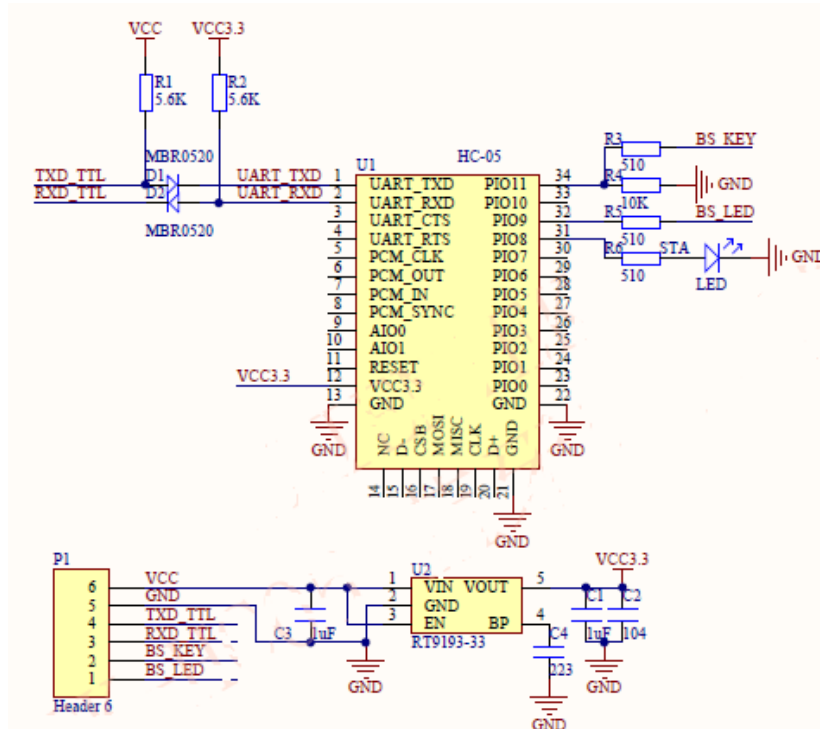 VCC VCC3.3
R1 R2
5.6K 5.6K
MBR0520
TXD_TTL D1 UART_TXD 1
RXD_TTL D2 UART_RXD 2
MBR0520
U1 HC-05
UART_TXD PIO11 34
UART_RXD PIO10 33
3 UART_CTS PIO9 32
4 UART_RTS PIO8 31
5 PCM_CLK PIO7 30
6 PCM_OUT PIO6 29
7 PCM_IN PIO5 28
8 PCM_SYNC PIO4 27
9 AIO0 PIO3 26
10 AIO1 PIO2 25
11 RESET PIO1 24
VCC3.3 12 VCC3.3 PIO0 23
13 GND GND 22
GND GND
NC D- CSB MOSI MISC CLK D+ GND
14 15 16 17 18 19 20 21
GND
R3 BS_KEY
510
R4 GND
10K
R5 BS_LED
510
R6 STA GND
510 LED
P1
6 VCC
5 GND
4 TXD_TTL
3 RXD_TTL
2 BS_KEY
1 BS_LED
Header 6
C3 1uF
GND
U2
1 VIN VOUT 5
2 GND
3 EN BP 4
RT9193-33
C4
223
GND
VCC3.3
C1 C2
1uF 104
GND